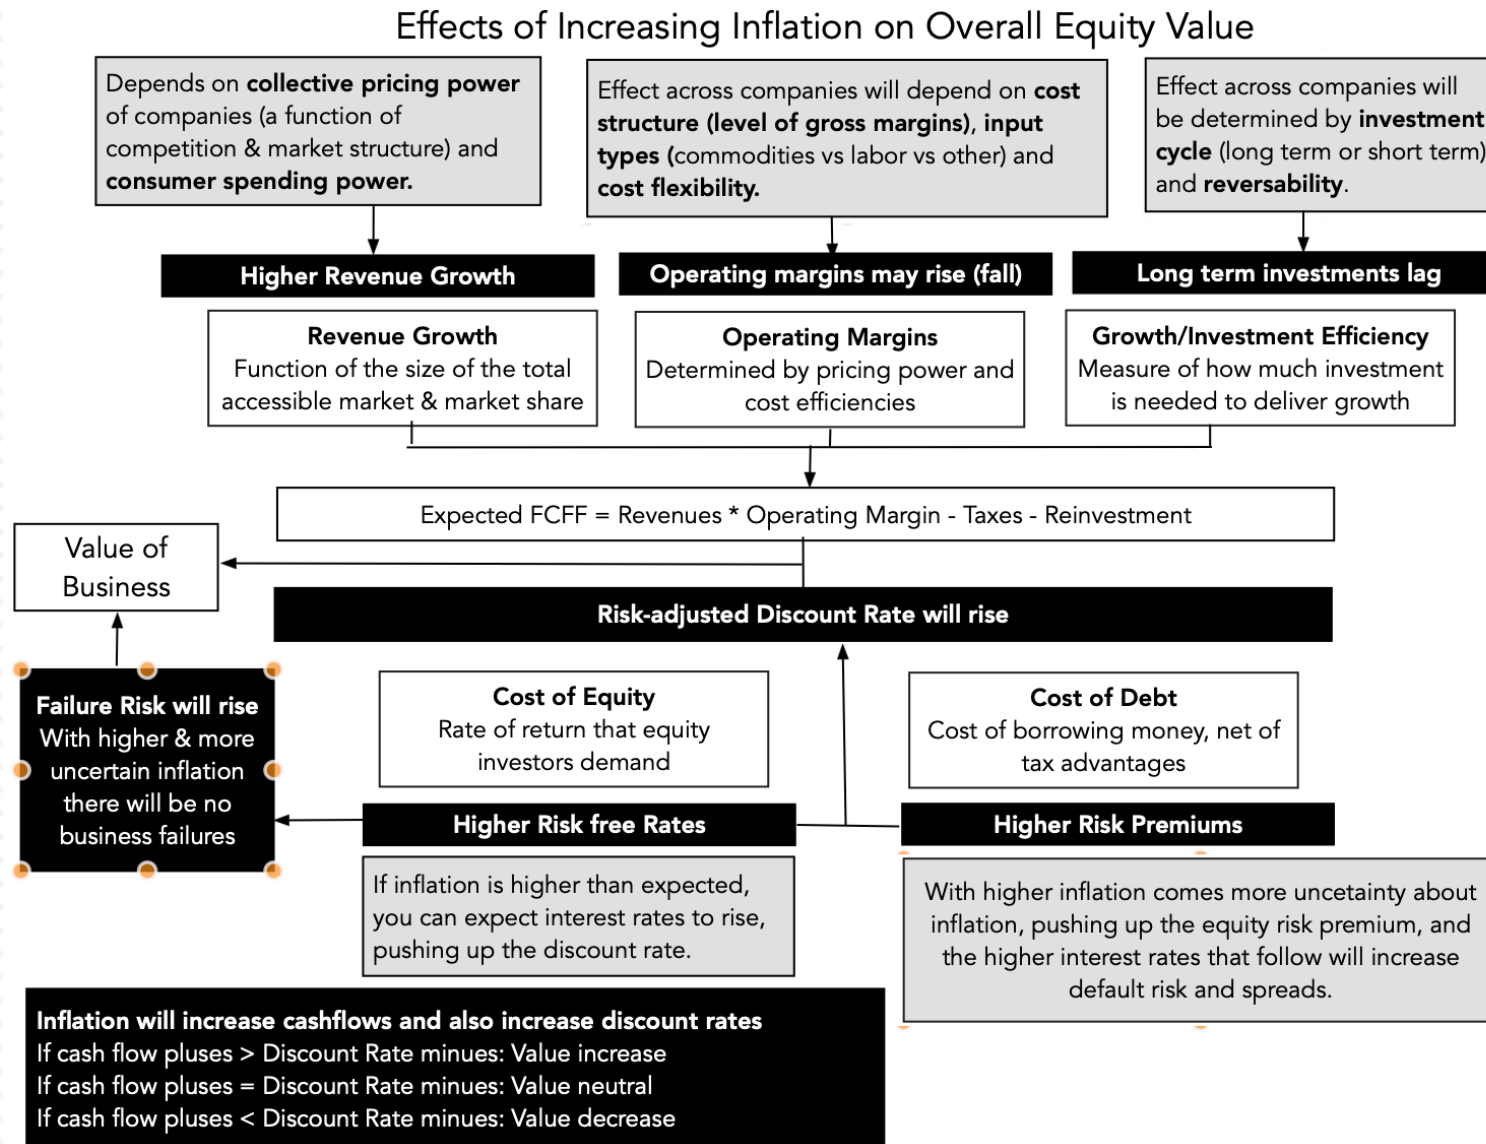 Effects of Increasing Inflation on Overall Equity Value
Depends on collective pricing power
of companies (a function of
competition & market structure) and
consumer spending power.
Effect across companies will depend on cost
structure (level of gross margins), input
types (commodities vs labor vs other) and
cost flexibility.
Effect across companies will
be determined by investment
cycle (long term or short term)
and reversability.
Higher Revenue Growth
Operating margins may rise (fall)
Long term investments lag
Revenue Growth
Function of the size of the total
accessible market & market share
Operating Margins
Determined by pricing power and
cost efficiencies
Growth/Investment Efficiency
Measure of how much investment
is needed to deliver growth
Expected FCFF = Revenues * Operating Margin - Taxes - Reinvestment
Value of
Business
Risk-adjusted Discount Rate will rise
Failure Risk will rise
With higher & more
uncertain inflation
there will be no
business failures
Cost of Equity
Rate of return that equity
investors demand
Cost of Debt
Cost of borrowing money, net of
tax advantages
Higher Risk free Rates
Higher Risk Premiums
If inflation is higher than expected,
you can expect interest rates to rise,
pushing up the discount rate.
With higher inflation comes more uncetainty about
inflation, pushing up the equity risk premium, and
the higher interest rates that follow will increase
default risk and spreads.
Inflation will increase cashflows and also increase discount rates
If cash flow pluses > Discount Rate minues: Value increase
If cash flow pluses = Discount Rate minues: Value neutral
If cash flow pluses < Discount Rate minues: Value decrease